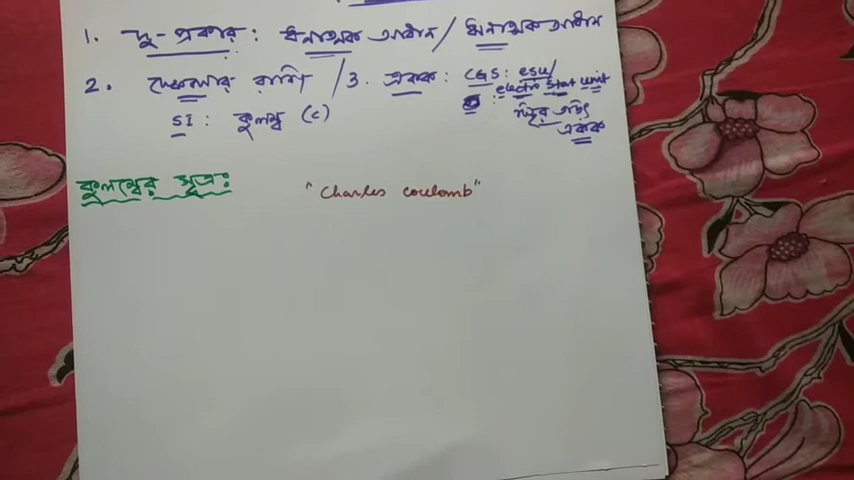 1. দু-প্রকার: ধনাত্মক আধান/ ঋনাত্মক আধান
2. স্কেলার রাশি /3. একক: CGS: esu/
electro Stat unit
SI: কুলম্ব (c) স্থির তড়িৎ
একক
কুলম্বের সূত্র: "Charles coulomb"